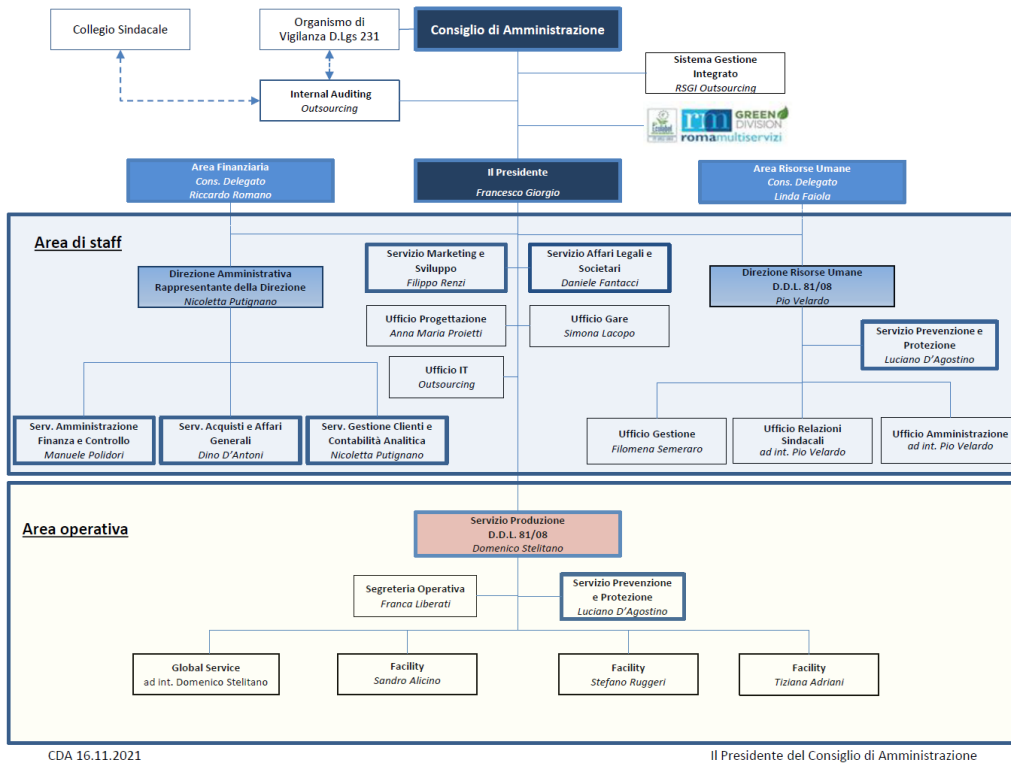 Collegio Sindacale
Organismo di
Vigilanza D.Lgs 231
Consiglio di Amministrazione
Sistema Gestione
Integrato
RSGI Outsourcing
Internal Auditing
Outsourcing
Ecolabel
rm GREEN
DIVISION
romamultiservizi
Area Finanziaria
Cons. Delegato
Riccardo Romano
Il Presidente
Francesco Giorgio
Area Risorse Umane
Cons. Delegato
Linda Faiola
Area di staff
Servizio Marketing e
Sviluppo
Filippo Renzi
Servizio Affari Legali e
Societari
Daniele Fantacci
Direzione Amministrativa
Rappresentante della Direzione
Nicoletta Putignano
Direzione Risorse Umane
D.D.L. 81/08
Pio Velardo
Ufficio Progettazione
Anna Maria Proietti
Ufficio Gare
Simona Lacopo
Servizio Prevenzione e
Protezione
Luciano D'Agostino
Ufficio IT
Outsourcing
Serv. Amministrazione
Finanza e Controllo
Manuele Polidori
Serv. Acquisti e Affari
Generali
Dino D'Antoni
Serv. Gestione Clienti e
Contabilità Analitica
Nicoletta Putignano
Ufficio Gestione
Filomena Semeraro
Ufficio Relazioni
Sindacali
ad int. Pio Velardo
Ufficio Amministrazione
ad int. Pio Velardo
Area operativa
Servizio Produzione
D.D.L. 81/08
Domenico Stelitano
Segreteria Operativa
Franca Liberati
Servizio Prevenzione
e Protezione
Luciano D'Agostino
Global Service
ad int. Domenico Stelitano
Facility
Sandro Alicino
Facility
Stefano Ruggeri
Facility
Tiziana Adriani
CDA 16.11.2021
Il Presidente del Consiglio di Amministrazione